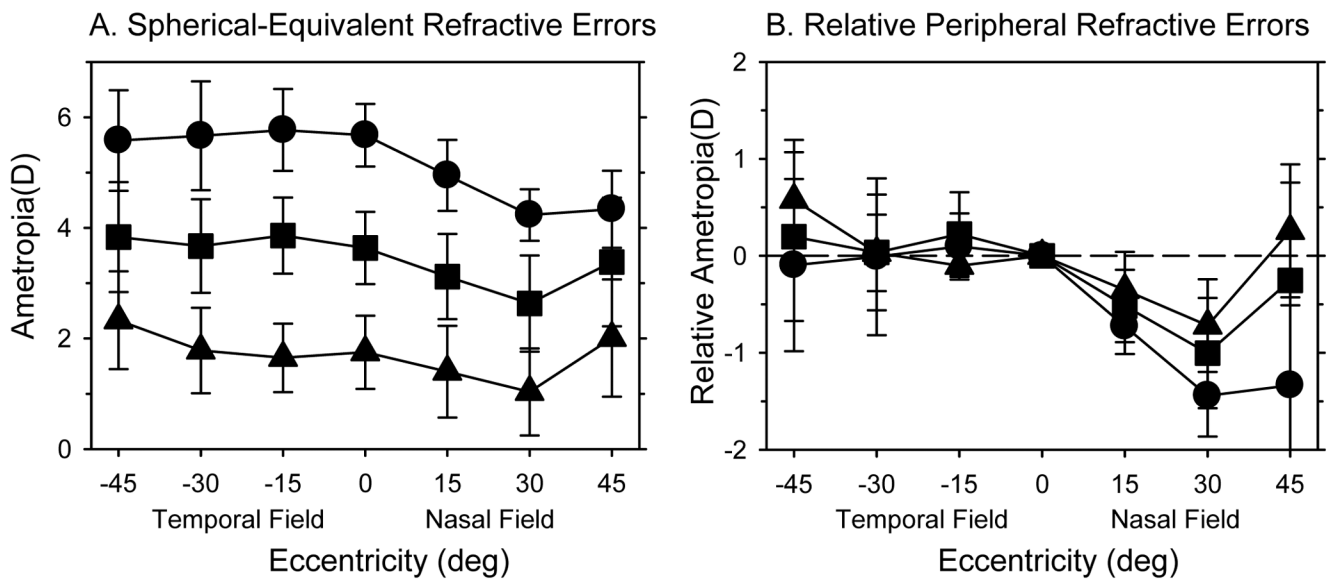 A. Spherical-Equivalent Refractive Errors
Ametropia(D)
6
4
2
0
-45 -30 -15 0 15 30 45
Temporal Field Nasal Field
Eccentricity (deg)
B. Relative Peripheral Refractive Errors
Relative Ametropia(D)
2
1
0
-1
-2
-45 -30 -15 0 15 30 45
Temporal Field Nasal Field
Eccentricity (deg)